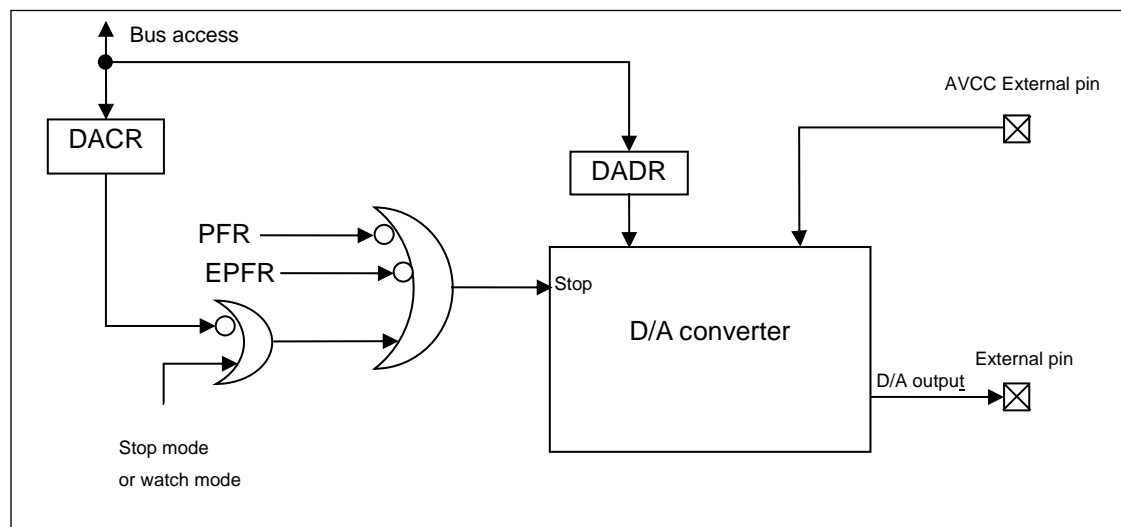 Bus access
AVCC External pin
DACR
DADR
PFR
EPFR
Stop
D/A converter
External pin
D/A output
Stop mode
or watch mode